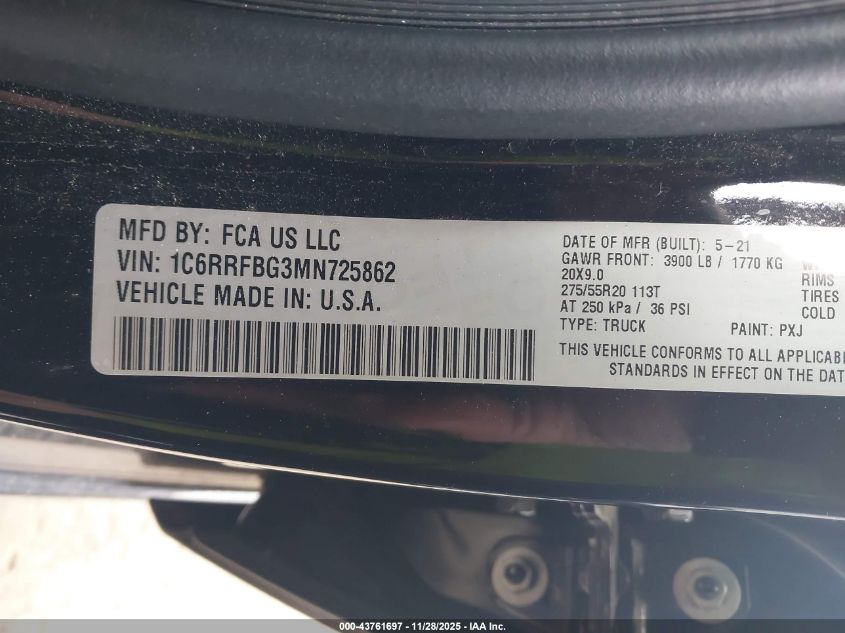 MFD BY: FCA US LLC
VIN: 1C6RRFBG3MN725862
VEHICLE MADE IN: U.S.A.
DATE OF MFR (BUILT): 5-21
GAWR FRONT: 3900 LB / 1770 KG
20X9.0
275/55R20 113T
AT 250 kPa / 36 PSI
TYPE: TRUCK PAINT: PXJ
THIS VEHICLE CONFORMS TO ALL
STANDARDS IN EFFECT ON THE
RIMS
TIRES
COLD
000-43761697 - 11/28/2025 - IAA Inc.